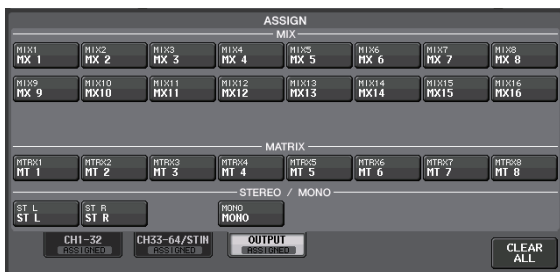 ASSIGN
MIX
MIX1 MIX2 MIX3 MIX4 MIX5 MIX6 MIX7 MIX8
MX 1 MX 2 MX 3 MX 4 MX 5 MX 6 MX 7 MX 8
MIX9 MIX10 MIX11 MIX12 MIX13 MIX14 MIX15 MIX16
MX 9 MX10 MX11 MX12 MX13 MX14 MX15 MX16
MATRIX
MTRX1 MTRX2 MTRX3 MTRX4 MTRX5 MTRX6 MTRX7 MTRX8
MT 1 MT 2 MT 3 MT 4 MT 5 MT 6 MT 7 MT 8
STEREO / MONO
ST L ST R MONO
ST L ST R MONO
CH1-32 CH33-64/STIN OUTPUT
ASSIGNED ASSIGNED ASSIGNED
CLEAR
ALL